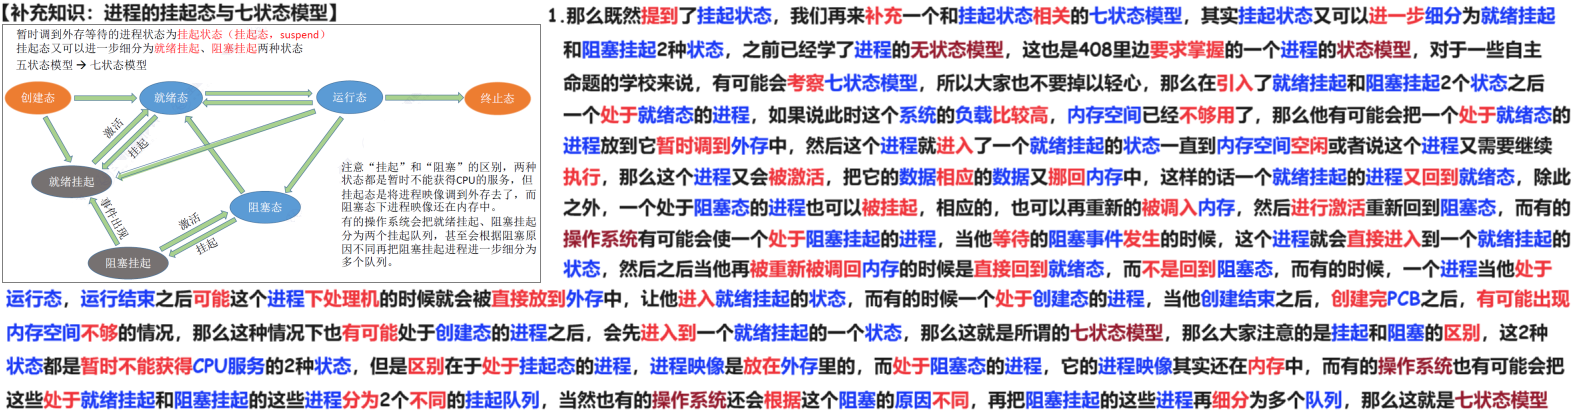 【补充知识：进程的挂起态与七状态模型】
暂时调到外存等待的进程状态为挂起状态（挂起态，suspend）
挂起态又可以进一步细分为就绪挂起、阻塞挂起两种状态
五状态模型→七状态模型
创建态
就绪态
运行态
终止态
激活
挂起
就绪挂起
阻塞态
事件出现
激活
挂起
阻塞挂起
注意“挂起”和“阻塞”的区别，两种
状态都是暂时不能获得CPU的服务，但
挂起态是将进程映像调到外存去了，而
阻塞态下进程映像还在内存中。
有的操作系统会把就绪挂起、阻塞挂起
分为两个挂起队列，甚至会根据阻塞原
因不同再把阻塞挂起进程进一步细分为
多个队列。
1.那么既然提到了挂起状态，我们再来补充一个和挂起状态相关的七状态模型，其实挂起状态又可以进一步细分为就绪挂起
和阻塞挂起2种状态，之前已经学了进程的无状态模型，这也是408里边要求掌握的一个进程的状态模型，对于一些自主
命题的学校来说，有可能会考察七状态模型，所以大家也不要掉以轻心，那么在引入了就绪挂起和阻塞挂起2个状态之后
一个处于就绪态的进程，如果说此时这个系统的负载比较高，内存空间已经不够用了，那么他有可能会把一个处于就绪态的
进程放到它暂时调到外存中，然后这个进程就进入了一个就绪挂起的状态一直到内存空间空闲或者说这个进程又需要继续
执行，那么这个进程又会被激活，把它的数据相应的数据又挪回内存中，这样的话一个就绪挂起的进程又回到就绪态，除此
之外，一个处于阻塞态的进程也可以被挂起，相应的，也可以再重新的被调入内存，然后进行激活重新回到阻塞态，而有的
操作系统有可能会使一个处于阻塞挂起的进程，当他等待的阻塞事件发生的时候，这个进程就会直接进入到一个就绪挂起的
状态，然后之后当他再被重新被调回内存的时候是直接回到就绪态，而不是回到阻塞态，而有的时候，一个进程当他处于
运行态，运行结束之后可能这个进程下处理机的时候就会被直接放到外存中，让他进入就绪挂起的状态，而有的时候一个处于创建态的进程，当他创建结束之后，创建完PCB之后，有可能出现
内存空间不够的情况，那么这种情况下也有可能处于创建态的进程之后，会先进入到一个就绪挂起的一个状态，那么这就是所谓的七状态模型，那么大家注意的是挂起和阻塞的区别，这2种
状态都是暂时不能获得CPU服务的2种状态，但是区别在于处于挂起态的进程，进程映像是放在外存里的，而处于阻塞态的进程，它的进程映像其实还在内存中，而有的操作系统也有可能会把
这些处于就绪挂起和阻塞挂起的这些进程分为2个不同的挂起队列，当然也有的操作系统还会根据这个阻塞的原因不同，再把阻塞挂起的这些进程再细分为多个队列，那么这就是七状态模型